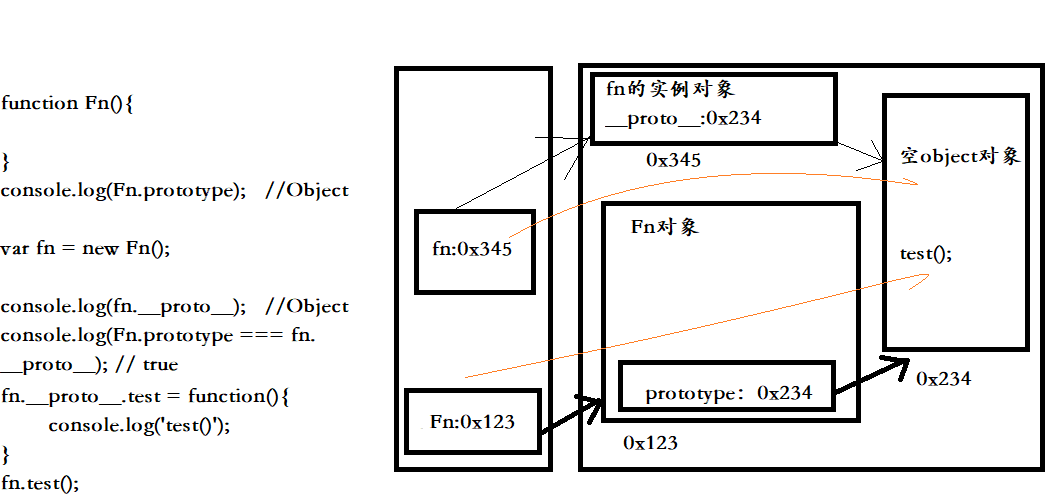 function Fn(){
}
console.log(Fn.prototype);   //Object
var fn = new Fn();
console.log(fn.__proto__);   //Object
console.log(Fn.prototype === fn.
__proto__); // true
fn.__proto__.test = function(){
console.log('test()');
}
fn.test();
fn:0x345
Fn:0x123
fn的实例对象
__proto__:0x234
0x345
Fn对象
prototype：0x234
0x123
空object对象
test();
0x234